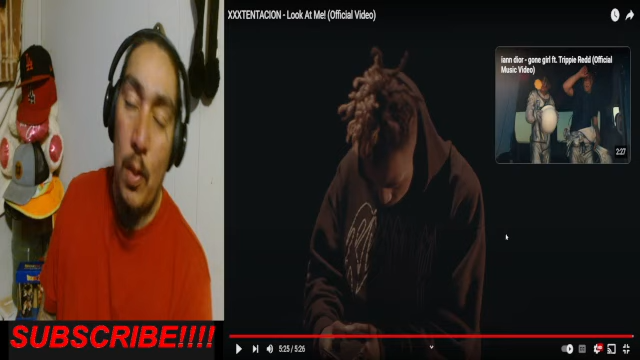 XXXTENTACION - Look At Me! (Official Video)
iann dior - gone girl ft. Trippie Redd (Official
Music Video)
2:27
5:25 / 5:26
SUBSCRIBE!!!!